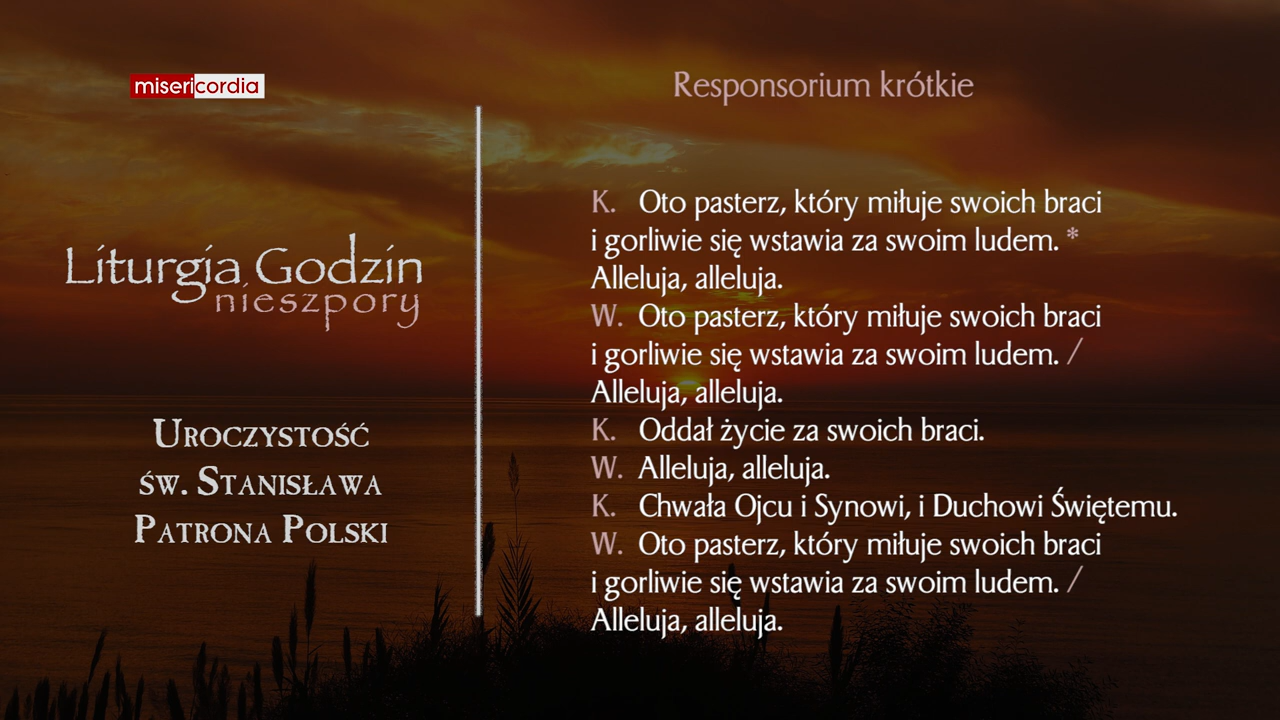 misericordia
Liturgia Godzin
nieszpory
Uroczystość
św. Stanisława
Patrona Polski
Responsorium krótkie
K. Oto pasterz, który miłuje swoich braci
i gorliwie się wstawia za swoim ludem. *
Alleluja, alleluja.
W. Oto pasterz, który miłuje swoich braci
i gorliwie się wstawia za swoim ludem. /
Alleluja, alleluja.
K. Oddał życie za swoich braci.
W. Alleluja, alleluja.
K. Chwała Ojcu i Synowi, i Duchowi Świętemu.
W. Oto pasterz, który miłuje swoich braci
i gorliwie się wstawia za swoim ludem. /
Alleluja, alleluja.